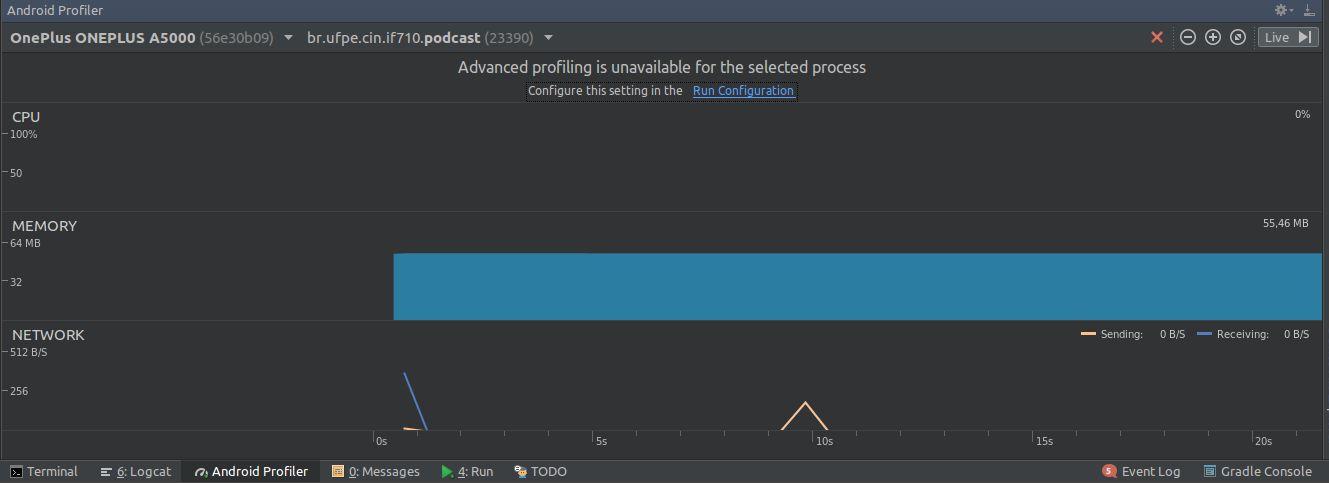 Android Profiler
OnePlus ONEPLUS A5000 (56e30b09) br.ufpe.cin.if710.podcast (23390) Live
Advanced profiling is unavailable for the selected process
Configure this setting in the Run Configuration
CPU 0%
100%
50
MEMORY 55,46 MB
64 MB
32
NETWORK Sending: 0 B/S Receiving: 0 B/S
512 B/S
256
0s 5s 10s 15s 20s
Terminal 6: Logcat Android Profiler 0: Messages 4: Run TODO 5 Event Log Gradle Console